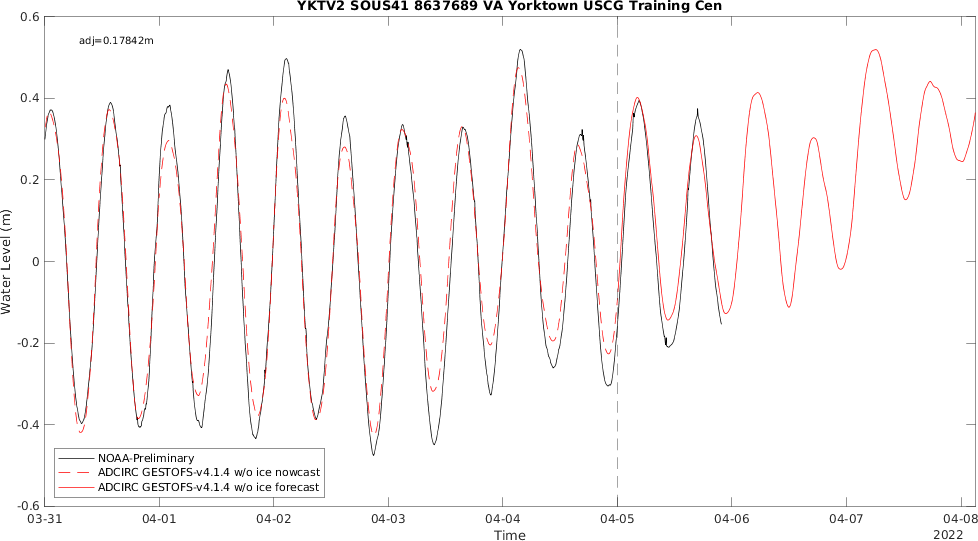 YKTV2 SOUS41 8637689 VA Yorktown USCG Training Cen
adj=0.17842m
0.6
0.4
0.2
0
-0.2
-0.4
-0.6
Water Level (m)
NOAA-Preliminary
ADCIRC GESTOFS-v4.1.4 w/o ice nowcast
ADCIRC GESTOFS-v4.1.4 w/o ice forecast
03-31 04-01 04-02 04-03 04-04 04-05 04-06 04-07 04-08
Time
2022